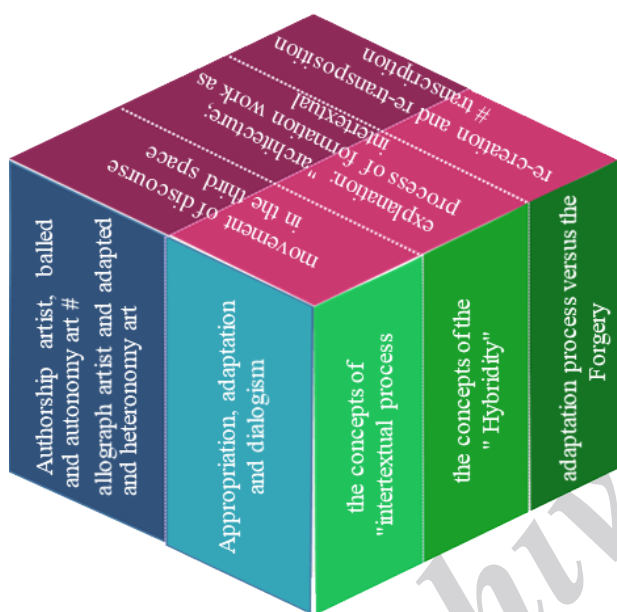 movement of discourse
in the third space
explanation: "architecture;
process of formation work as
intertextual
re-creation and re-transposition
# transcription
Authorship artist, balled
and autonomy art #
allograph artist and adapted
and heteronomy art
Appropriation, adaptation
and dialogism
the concepts of
"intertextual process
the concepts of the
" Hybridity"
adaptation process versus the
Forgery
hiv